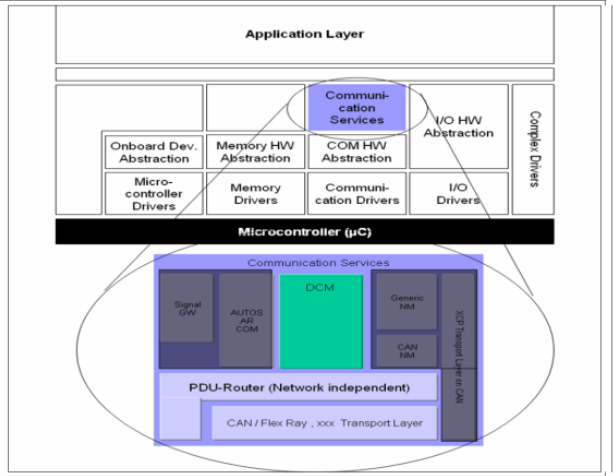 Application Layer
Communi-
cation
Services
I/O HW
Abstraction
Complex Drivers
Onboard Dev.
Abstraction
Memory HW
Abstraction
COM HW
Abstraction
Micro-
controller
Drivers
Memory
Drivers
Communi-
cation Drivers
I/O
Drivers
Microcontroller (µC)
Communication Services
Signal
GW
AUTOS
AR
COM
DCM
Generic
NM
CAN
NM
XCP Transport Layer on CAN
PDU-Router (Network independent)
CAN / Flex Ray , xxx Transport Layer